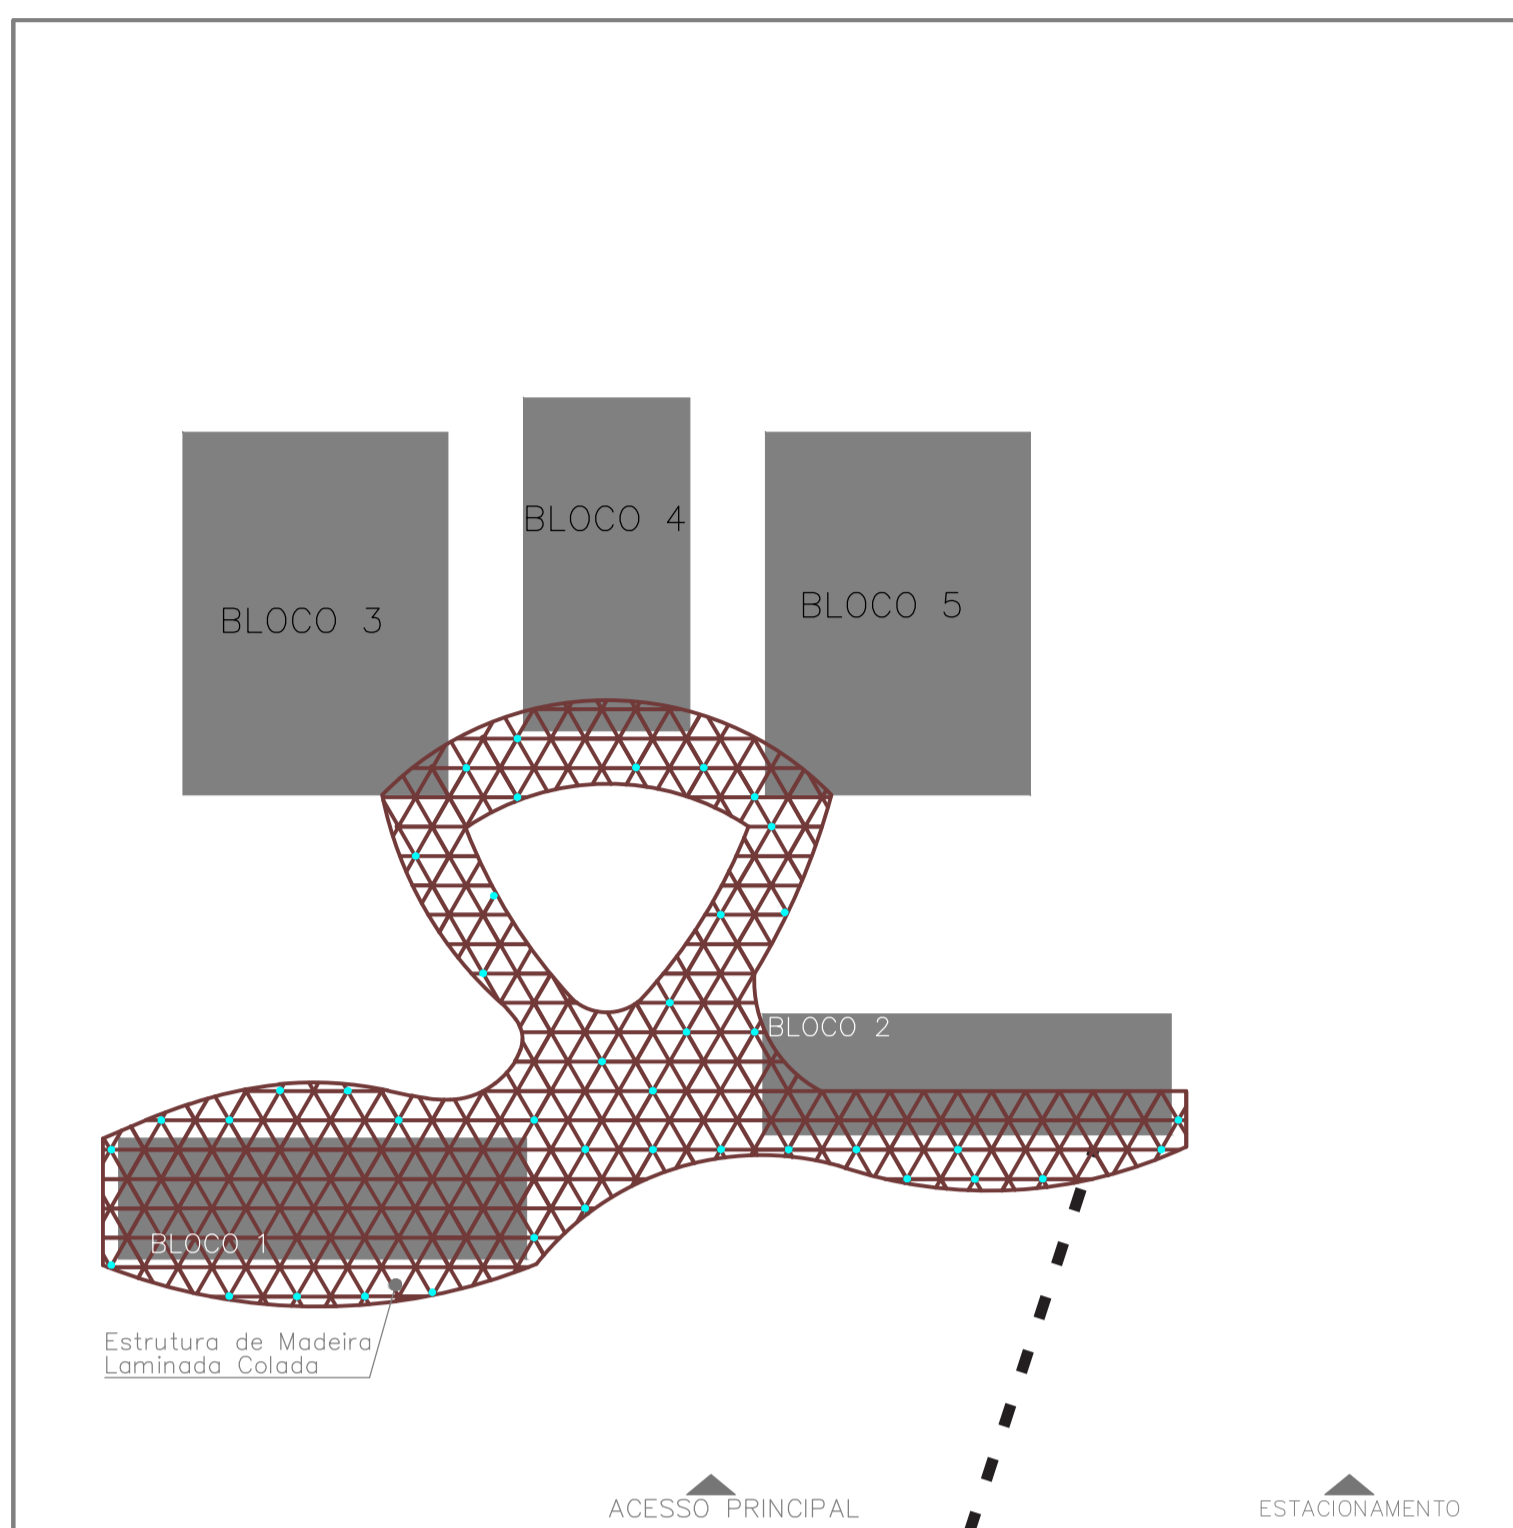 BLOCO 4
BLOCO 5
BLOCO 3
BLOCO 2
BLOCO 1
Estrutura de Madeira
Laminada Colada
ACESSO PRINCIPAL
ESTACIONAMENTO